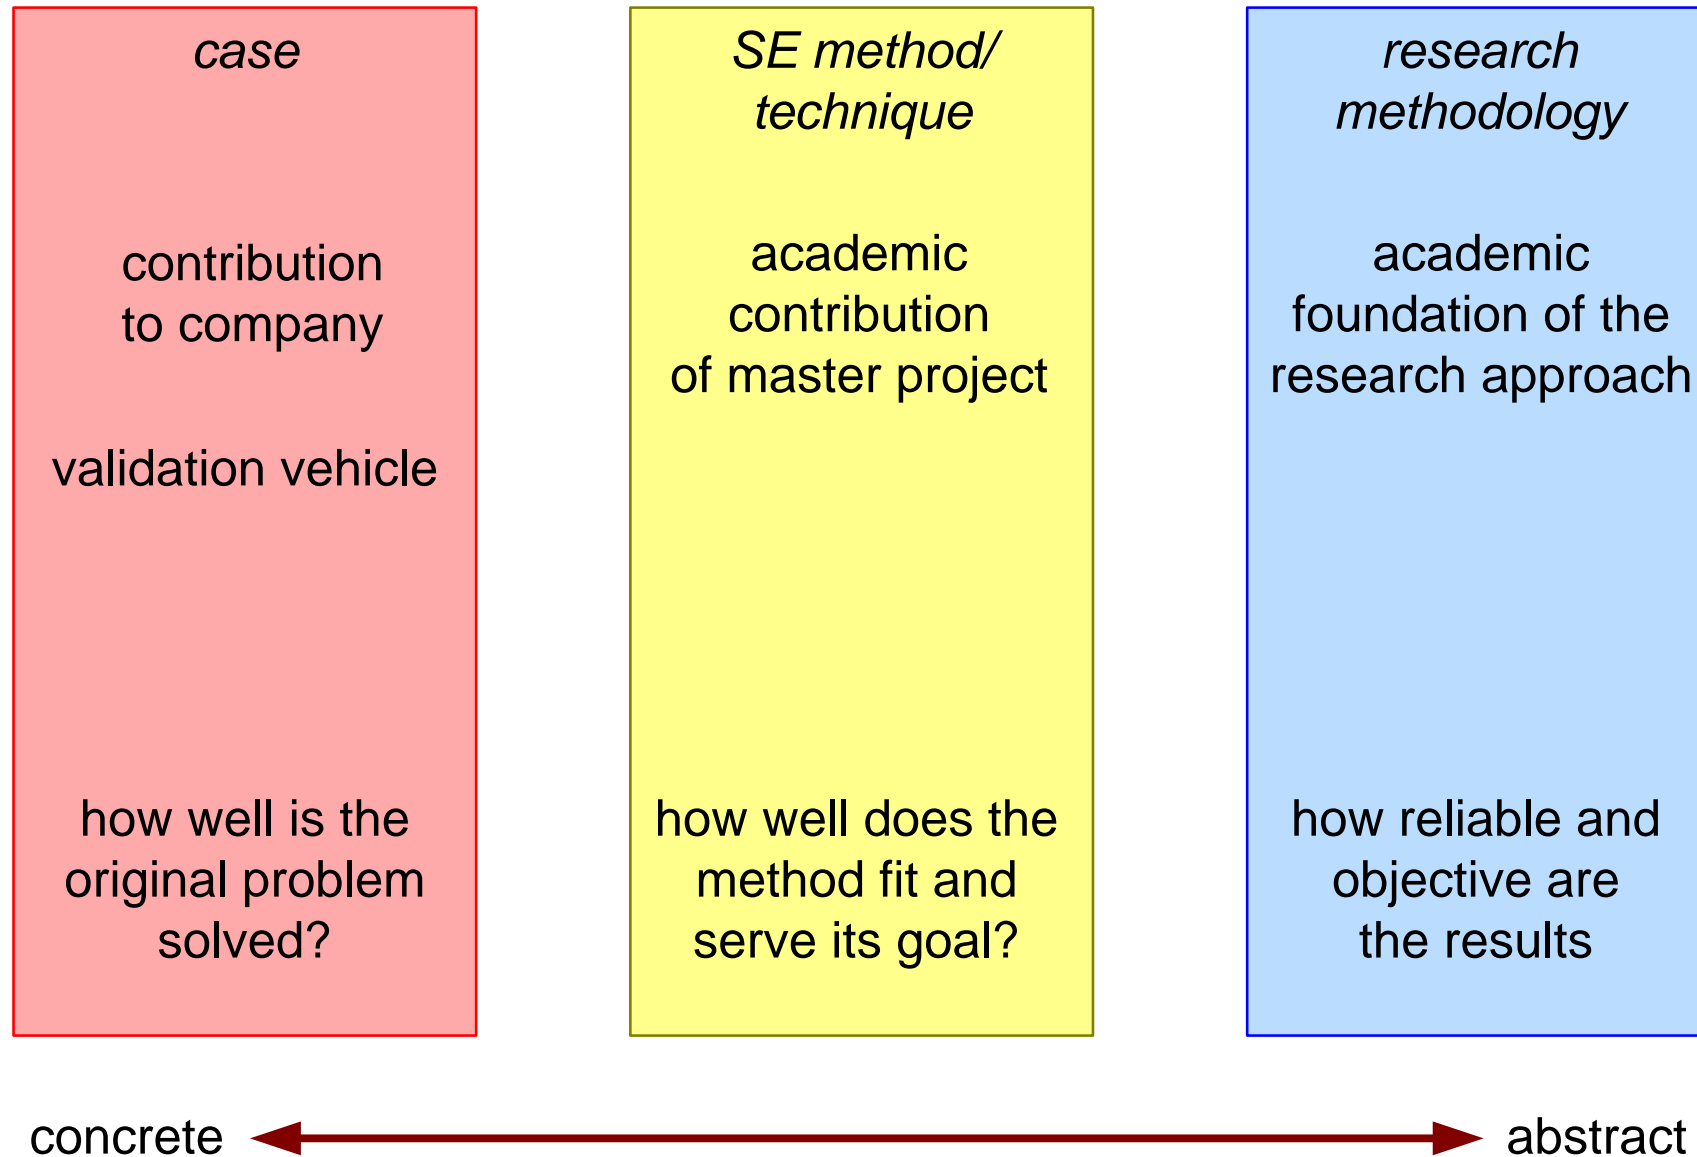 case
contribution
to company
validation vehicle
how well is the
original problem
solved?
SE method/
technique
academic
contribution
of master project
how well does the
method fit and
serve its goal?
research
methodology
academic
foundation of the
research approach
how reliable and
objective are
the results
concrete
abstract